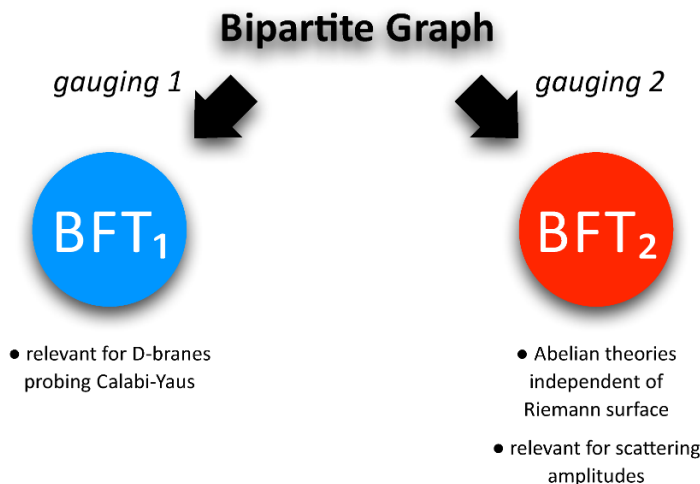 Bipartite Graph
gauging 1
gauging 2
BFT₁
BFT₂
● relevant for D-branes
probing Calabi-Yaus
● Abelian theories
independent of
Riemann surface
● relevant for scattering
amplitudes